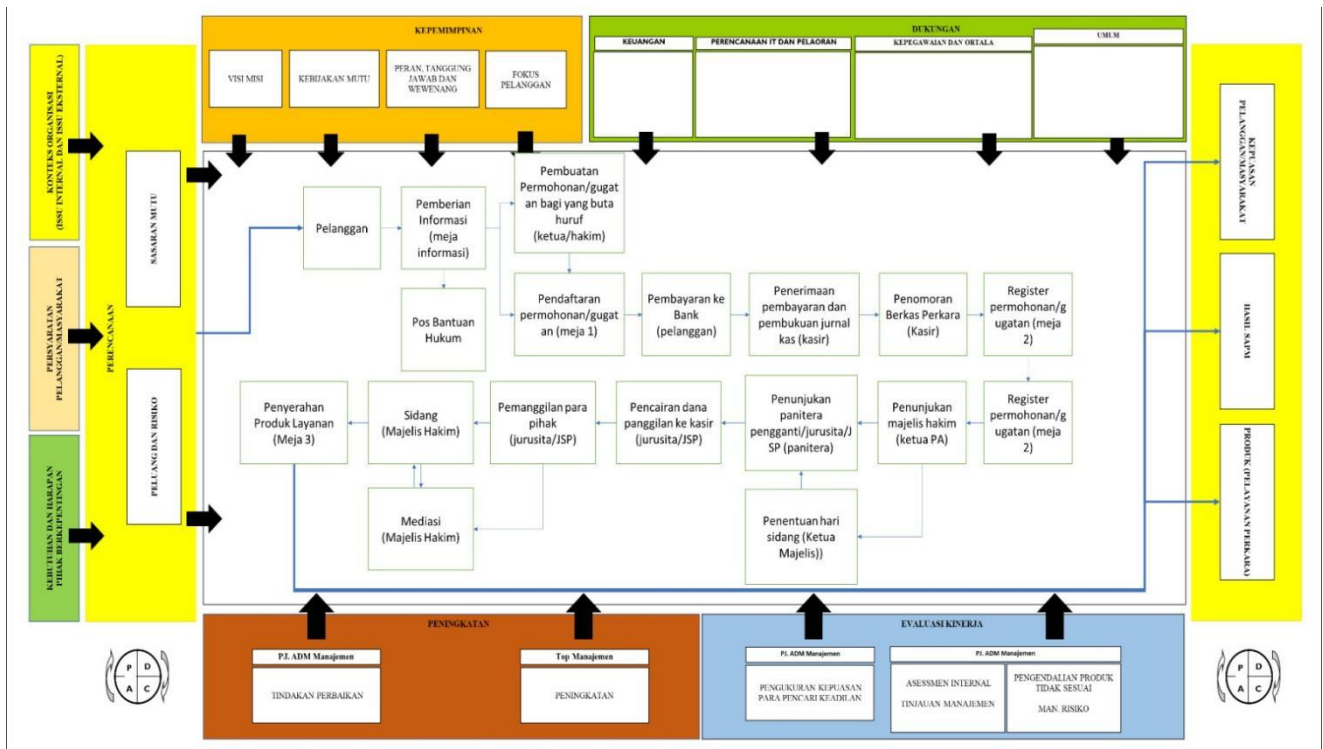 KONTEKS ORGANISASI
(ISSU INTERNAL DAN ISSU EKSTERNAL)
PERSYARATAN
PELANGGAN/MASYARAKAT
KEBUTUHAN DAN HARAPAN
PIHAK BERKEPENTINGAN
PERENCANAAN
SASARAN MUTU
PELUANG DAN RISIKO
KEPEMIMPINAN
VISI MISI
KEBIJAKAN MUTU
PERAN, TANGGUNG
JAWAB DAN
WEWENANG
FOKUS
PELANGGAN
DUKUNGAN
KEUANGAN
PERENCANAAN IT DAN PELAORAN
KEPEGAWAIAN DAN ORTALA
UMUM
Pelanggan
Pemberian
Informasi
(meja
informasi)
Pos Bantuan
Hukum
Pembuatan
Permohonan/gugat
an bagi yang buta
huruf
(ketua/hakim)
Pendaftaran
permohonan/gugat
an (meja 1)
Pembayaran ke
Bank
(pelanggan)
Penerimaan
pembayaran dan
pembukuan jurnal
kas (kasir)
Penomoran
Berkas Perkara
(Kasir)
Register
permohonan/g
ugatan (meja
2)
Register
permohonan/g
ugatan (meja
2)
Penunjukan
majelis hakim
(ketua PA)
Penunjukan
panitera
pengganti/jurusita/J
SP (panitera)
Pencairan dana
panggilan ke kasir
(jurusita/JSP)
Pemanggilan para
pihak
(jurusita/JSP)
Sidang
(Majelis Hakim)
Penyerahan
Produk Layanan
(Meja 3)
Mediasi
(Majelis Hakim)
Penentuan hari
sidang (Ketua
Majelis))
KEPUASAN
PELANGGAN/MASYARAKAT
HASIL SAPM
PRODUK (PELAYANAN PERKARA)
P D
A C
PENINGKATAN
P.J. ADM Manajemen
TINDAKAN PERBAIKAN
Top Manajemen
PENINGKATAN
EVALUASI KINERJA
PJ. ADM Manajemen
PENGUKURAN KEPUASAN
PARA PENCARI KEADILAN
PJ. ADM Manajemen
ASESSMEN INTERNAL
TINJAUAN MANAJEMEN
PENGENDALIAN PRODUK
TIDAK SESUAI
MAN. RISIKO
P D
A C